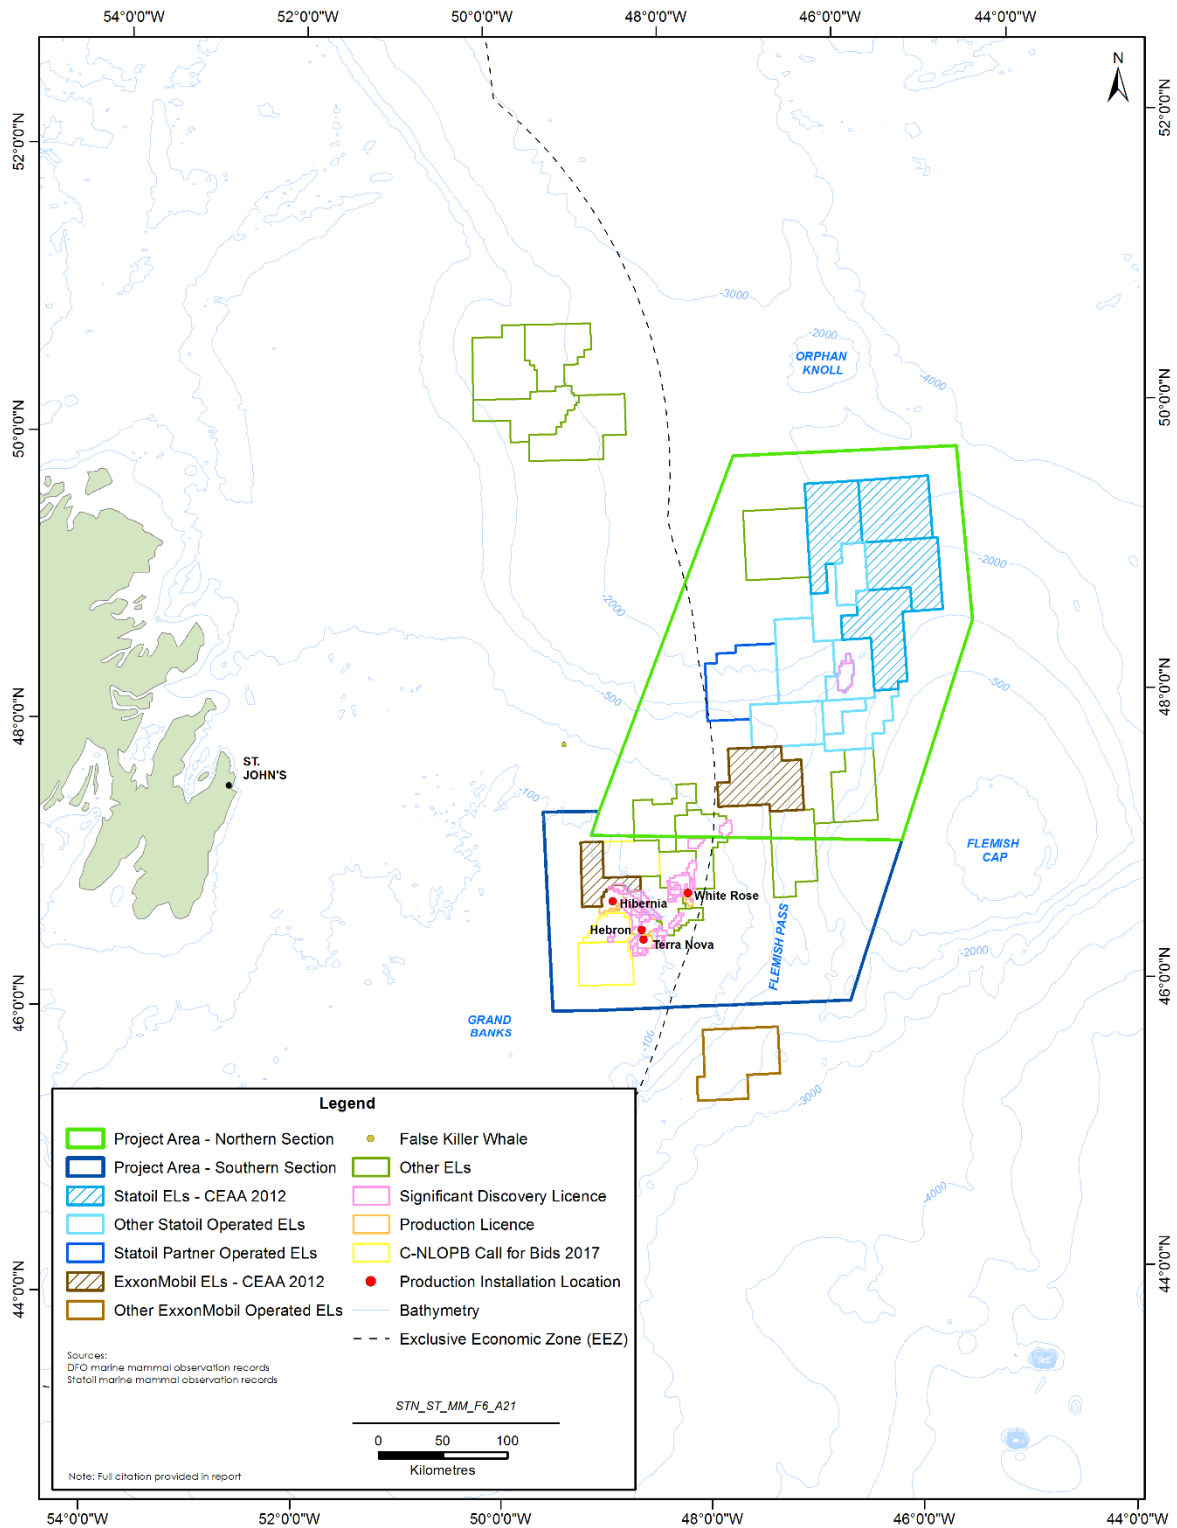 54°0'0"W 52°0'0"W 50°0'0"W 48°0'0"W 46°0'0"W 44°0'0"W
N
52°0'0"N
52°0'0"N
-3000
-2000
ORPHAN
KNOLL
-4000
50°0'0"N
50°0'0"N
-2000
-2000
-500
-500
48°0'0"N
48°0'0"N
ST.
JOHN'S
-100
FLEMISH
CAP
White Rose
Hibernia
Hebron
Terra Nova
FLEMISH PASS
-2000
46°0'0"N
46°0'0"N
GRAND
BANKS
-100
-3000
-4000
44°0'0"N
44°0'0"N
Legend
Project Area - Northern Section
Project Area - Southern Section
Statoil ELs - CEAA 2012
Other Statoil Operated ELs
Statoil Partner Operated ELs
ExxonMobil ELs - CEAA 2012
Other ExxonMobil Operated ELs
False Killer Whale
Other ELs
Significant Discovery Licence
Production Licence
C-NLOPB Call for Bids 2017
Production Installation Location
Bathymetry
Exclusive Economic Zone (EEZ)
Sources:
DFO marine mammal observation records
Statoil marine mammal observation records
STN_ST_MM_F6_A21
0 50 100
Kilometres
Note: Full citation provided in report
54°0'0"W 52°0'0"W 50°0'0"W 48°0'0"W 46°0'0"W 44°0'0"W